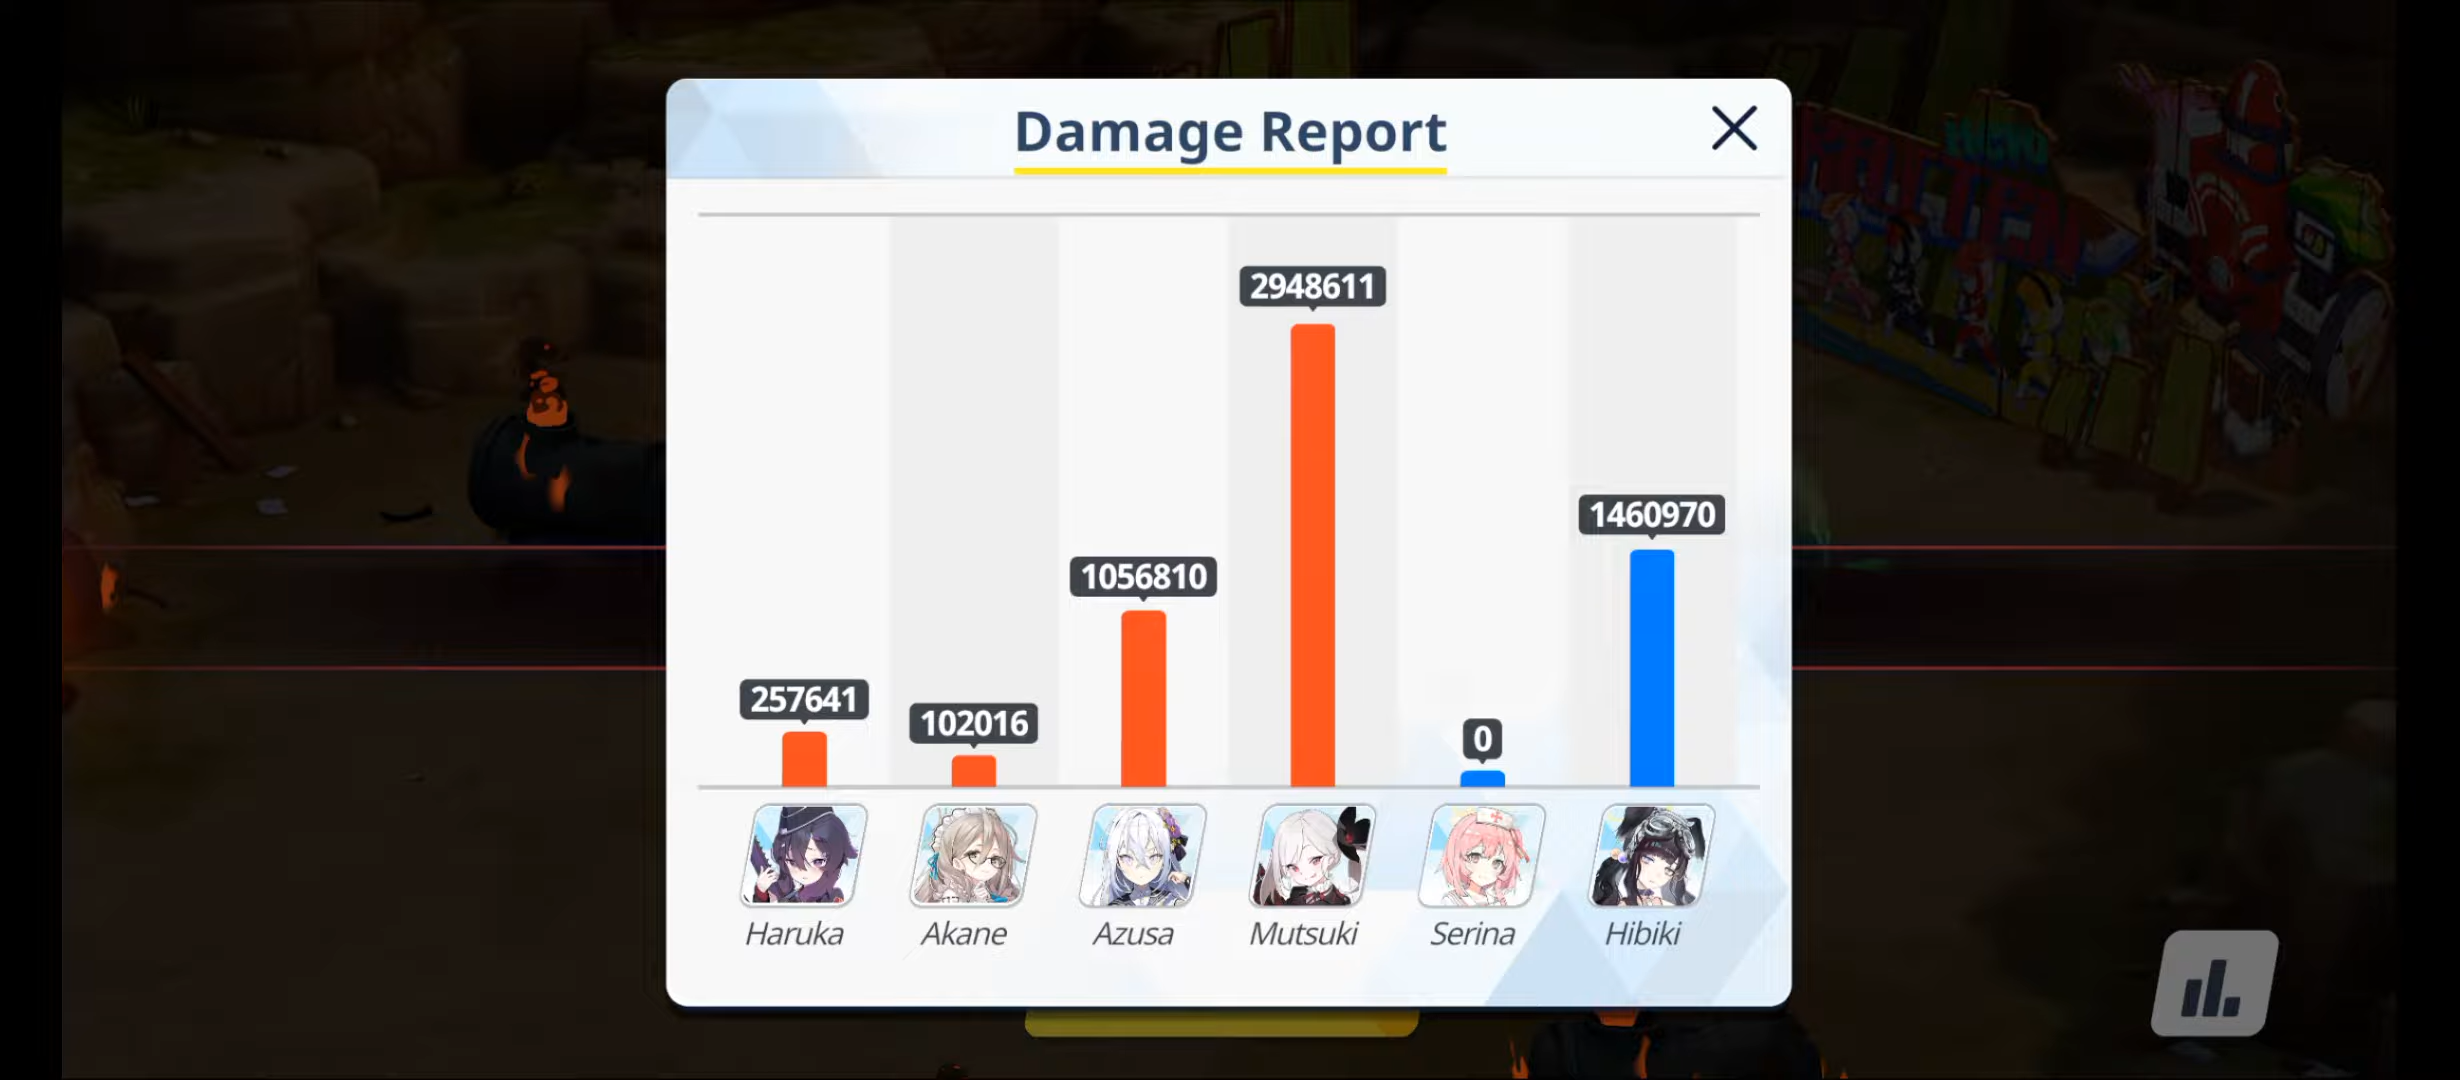 Damage Report
2948611
1460970
1056810
257641
102016
0
Haruka
Akane
Azusa
Mutsuki
Serina
Hibiki